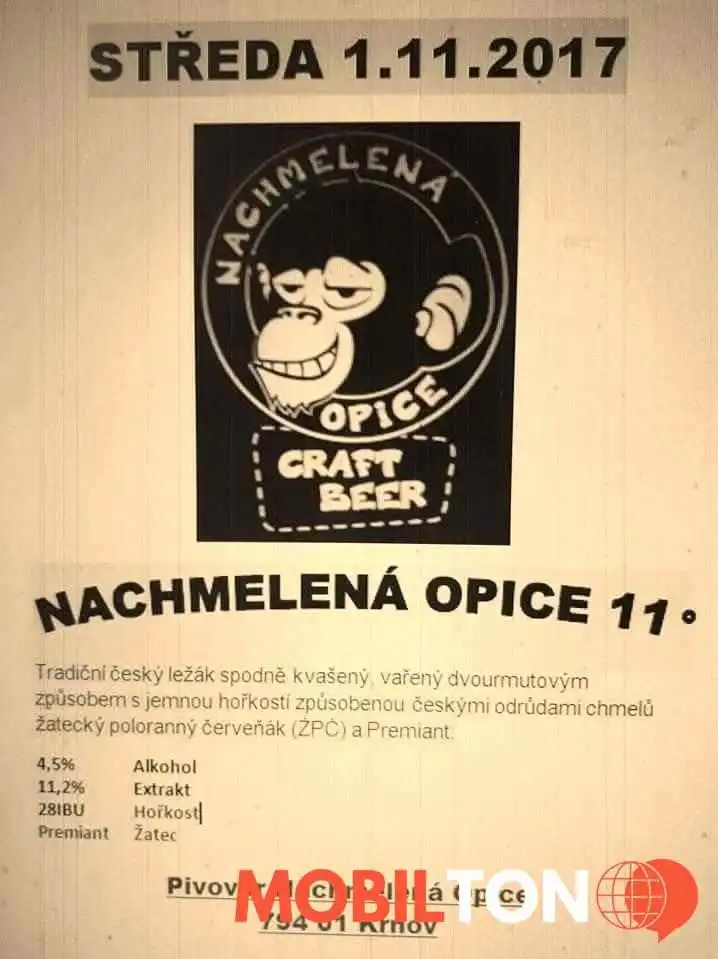 STŘEDA 1.11.2017
NACHMELENÁ
OPICE
CRAFT
BEER
NACHMELENÁ OPICE 11°
Tradiční český ležák spodně kvašený, vařený dvourmutovým
způsobem s jemnou hořkostí způsobenou českými odrůdami chmelů
žatecký poloranný červeňák (ŽPČ) a Premiant.
4,5% Alkohol
11,2% Extrakt
28IBU Hořkost
Premiant Žatec
Pivovar Nachmelená Opice
794 01 Krnov
MOBILTON